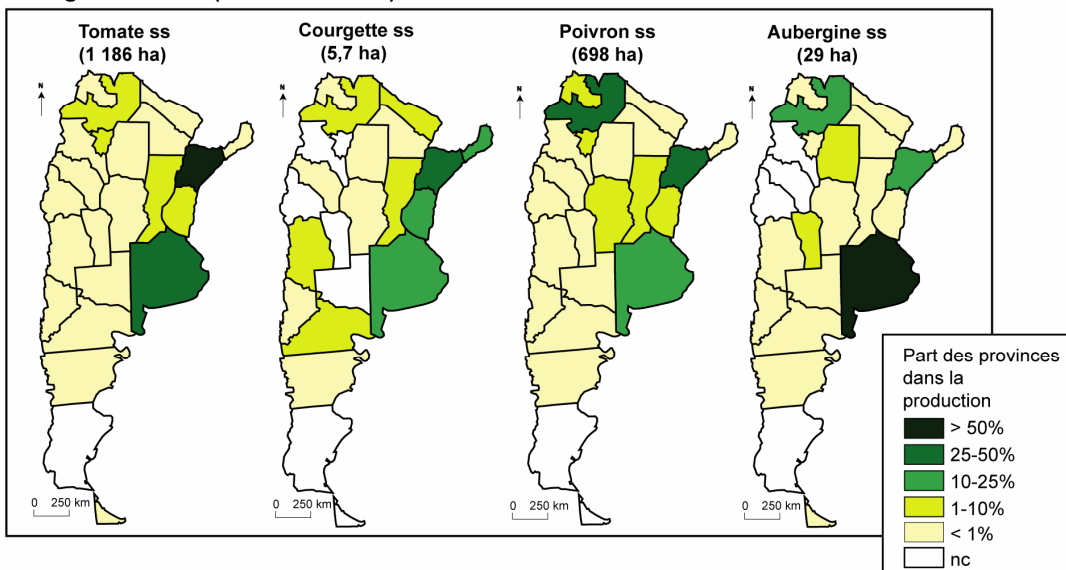 Tomate ss
(1 186 ha)
Courgette ss
(5,7 ha)
Poivron ss
(698 ha)
Aubergine ss
(29 ha)
N
N
N
N
0 250 km
0 250 km
0 250 km
0 250 km
Part des provinces
dans la
production
> 50%
25-50%
10-25%
1-10%
< 1%
nc